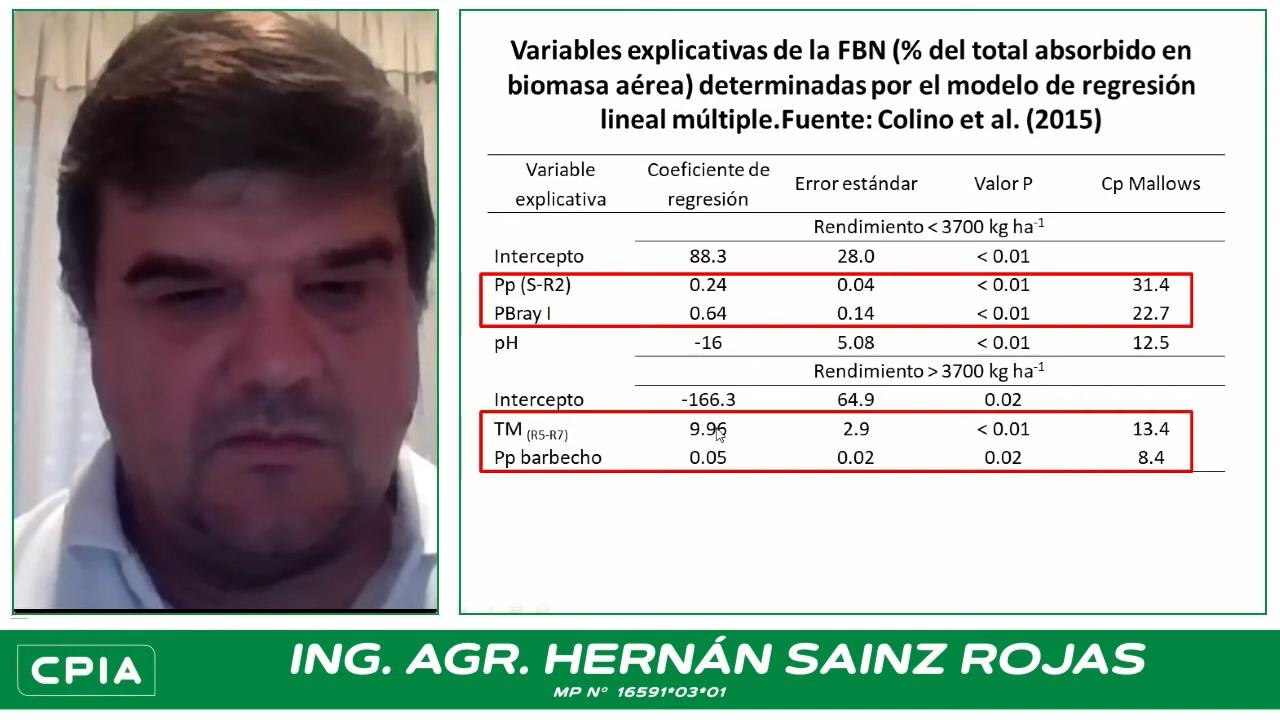 Variables explicativas de la FBN (% del total absorbido en
biomasa aérea) determinadas por el modelo de regresión
lineal múltiple.Fuente: Colino et al. (2015)
Variable explicativa Coeficiente de regresión Error estándar Valor P Cp Mallows
Rendimiento < 3700 kg ha-1
Intercepto 88.3 28.0 < 0.01
Pp (S-R2) 0.24 0.04 < 0.01 31.4
PBray I 0.64 0.14 < 0.01 22.7
pH -16 5.08 < 0.01 12.5
Rendimiento > 3700 kg ha-1
Intercepto -166.3 64.9 0.02
TM (R5-R7) 9.96 2.9 < 0.01 13.4
Pp barbecho 0.05 0.02 0.02 8.4
CPIA
ING. AGR. HERNÁN SAINZ ROJAS
MP Nº 16591*03*01